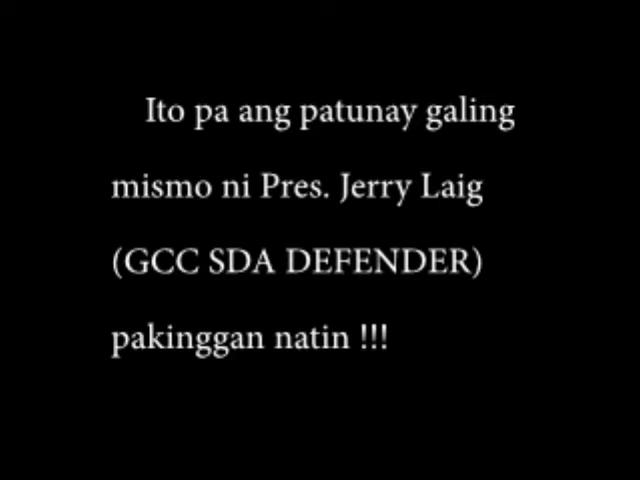 Ito pa ang patunay galing
mismo ni Pres. Jerry Laig
(GCC SDA DEFENDER)
pakinggan natin !!!